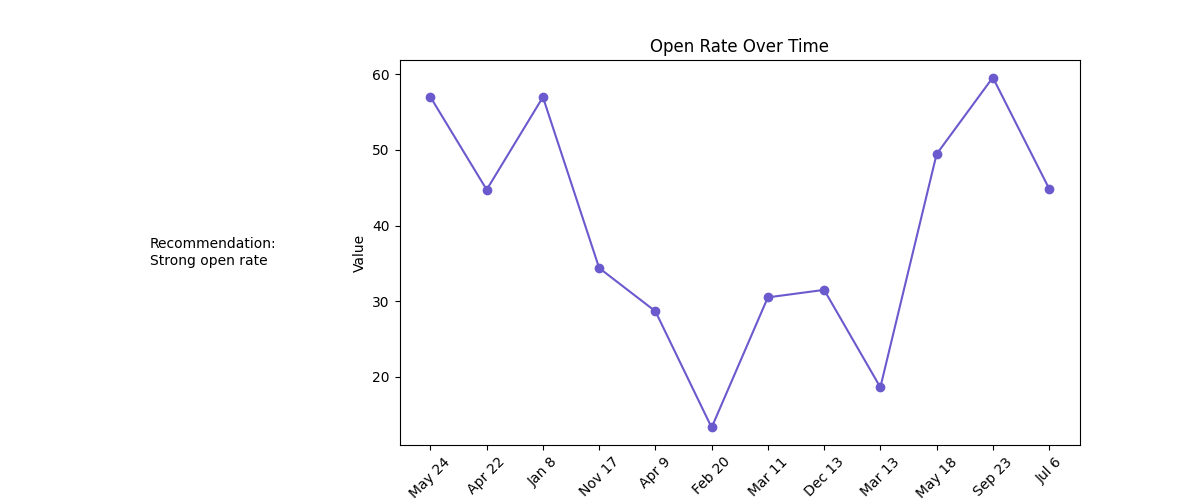 Open Rate Over Time
Recommendation:
Strong open rate
Value
60
50
40
30
20
May 24
Apr 22
Jan 8
Nov 17
Apr 9
Feb 20
Mar 11
Dec 13
Mar 13
May 18
Sep 23
Jul 6